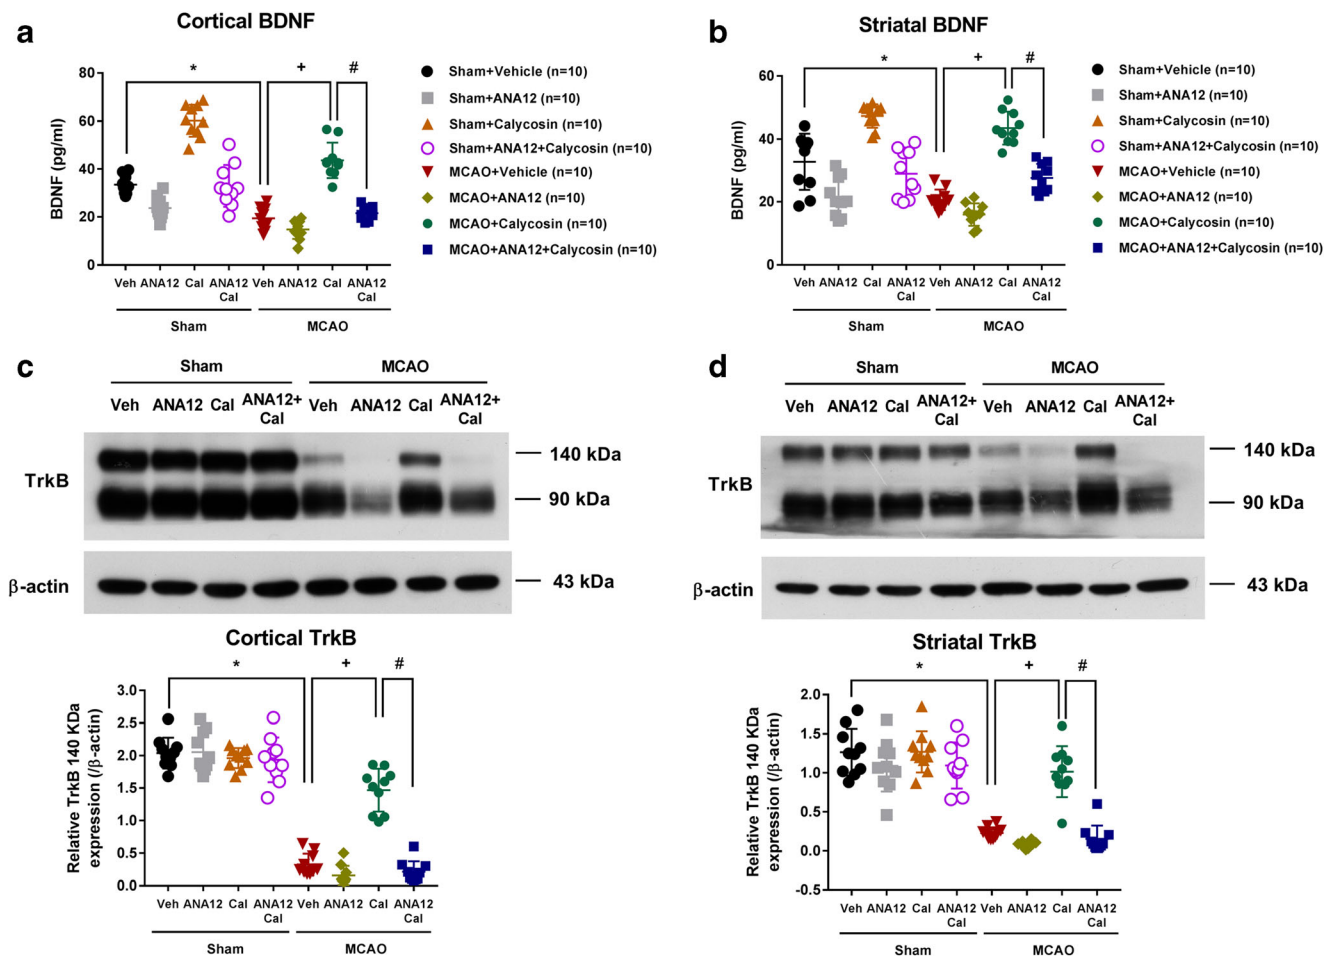 a
Cortical BDNF
BDNF (pg/ml)
80
60
40
20
0
*
+
#
Veh ANA12 Cal ANA12 Veh ANA12 Cal ANA12
Cal Cal
Sham MCAO
Sham+Vehicle (n=10)
Sham+ANA12 (n=10)
Sham+Calycosin (n=10)
Sham+ANA12+Calycosin (n=10)
MCAO+Vehicle (n=10)
MCAO+ANA12 (n=10)
MCAO+Calycosin (n=10)
MCAO+ANA12+Calycosin (n=10)
b
Striatal BDNF
BDNF (pg/ml)
60
40
20
0
*
+
#
Veh ANA12 Cal ANA12 Veh ANA12 Cal ANA12
Cal Cal
Sham MCAO
Sham+Vehicle (n=10)
Sham+ANA12 (n=10)
Sham+Calycosin (n=10)
Sham+ANA12+Calycosin (n=10)
MCAO+Vehicle (n=10)
MCAO+ANA12 (n=10)
MCAO+Calycosin (n=10)
MCAO+ANA12+Calycosin (n=10)
c
Sham MCAO
Veh ANA12 Cal ANA12+ Veh ANA12 Cal ANA12+
Cal Cal
TrkB
140 kDa
90 kDa
β-actin
43 kDa
Cortical TrkB
Relative TrkB 140 KDa
expression (/β-actin)
3.0
2.5
2.0
1.5
1.0
0.5
0.0
*
+
#
Veh ANA12 Cal ANA12 Veh ANA12 Cal ANA12
Cal Cal
Sham MCAO
d
Sham MCAO
Veh ANA12 Cal ANA12+ Veh ANA12 Cal ANA12+
Cal Cal
TrkB
140 kDa
90 kDa
β-actin
43 kDa
Striatal TrkB
Relative TrkB 140 KDa
expression (/β-actin)
2.0
1.5
1.0
0.5
0.0
-0.5
*
+
#
Veh ANA12 Cal ANA12 Veh ANA12 Cal ANA12
Cal Cal
Sham MCAO